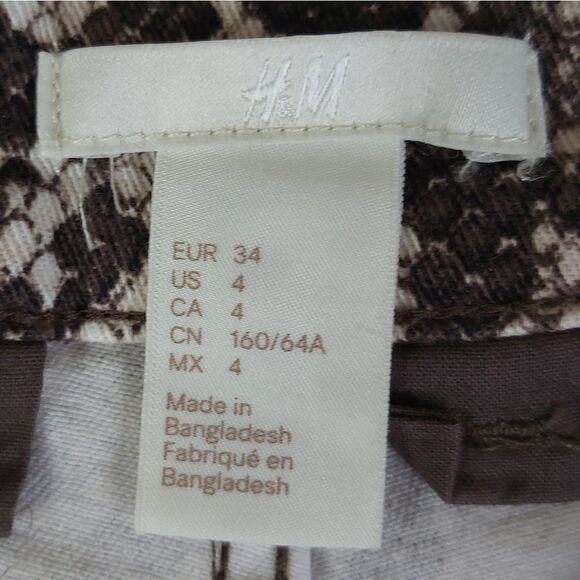 H&M
EUR 34
US 4
CA 4
CN 160/64A
MX 4
Made in
Bangladesh
Fabriqué en
Bangladesh